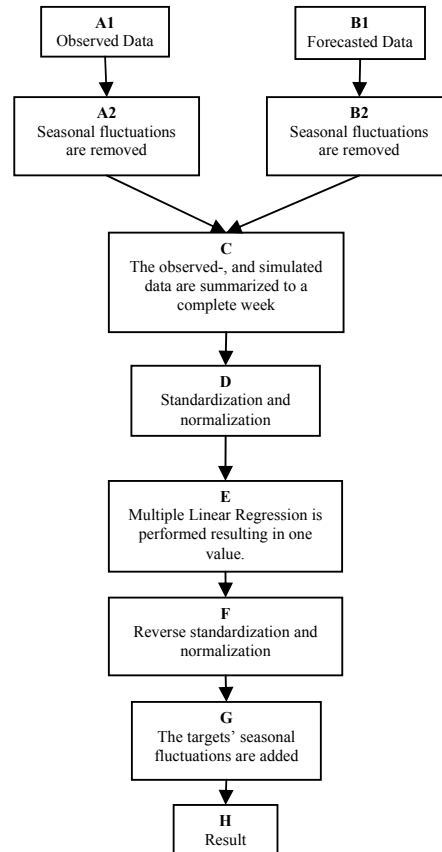 A1
Observed Data
B1
Forecasted Data
A2
Seasonal fluctuations
are removed
B2
Seasonal fluctuations
are removed
C
The observed-, and simulated
data are summarized to a
complete week
D
Standardization and
normalization
E
Multiple Linear Regression is
performed resulting in one
value.
F
Reverse standardization and
normalization
G
The targets’ seasonal
fluctuations are added
H
Result